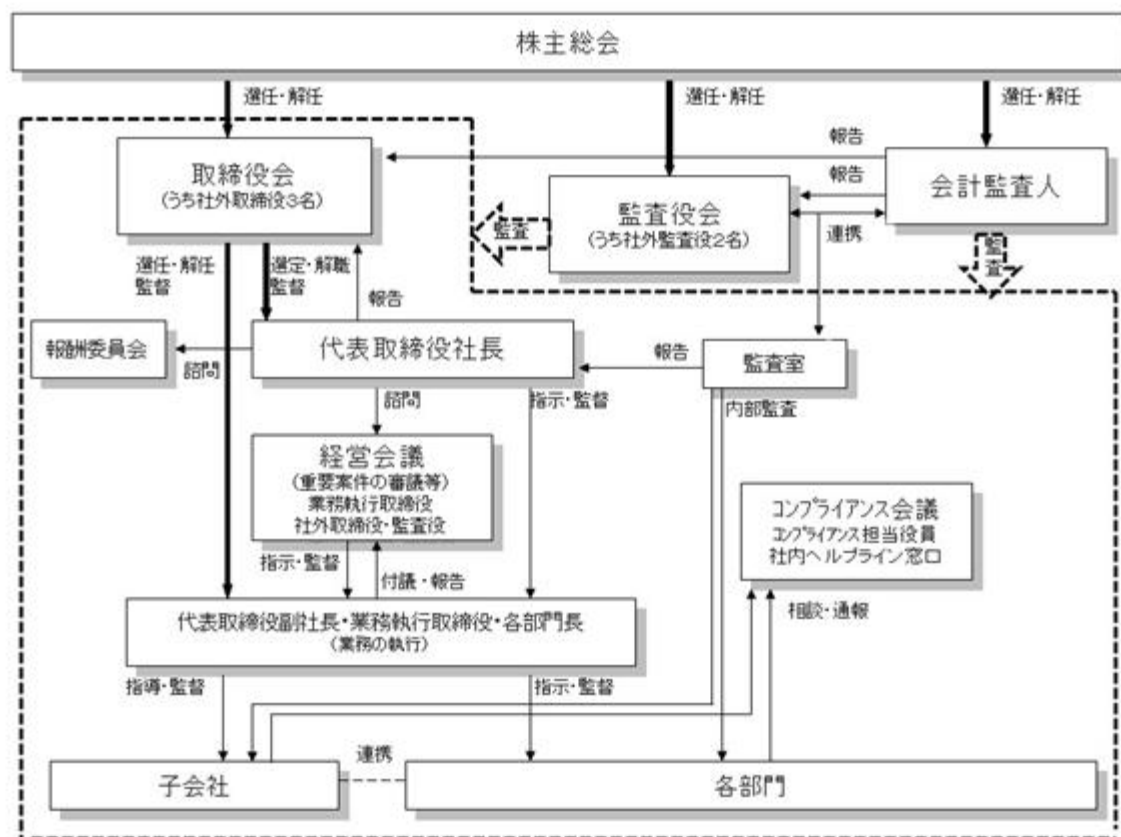 株主総会
選任・解任
選任・解任
選任・解任
取締役会
(うち社外取締役3名)
報告
報告
会計監査人
監査役会
(うち社外監査役2名)
監査
連携
監査
選任・解任
監督
選定・解職
監督
報告
報酬委員会
諮問
代表取締役社長
報告
監査室
諮問
指示・監督
内部監査
経営会議
(重要案件の審議等)
業務執行取締役
社外取締役・監査役
コンプライアンス会議
コンプライアンス担当役員
社内ヘルプライン窓口
指示・監督
付議・報告
相談・通報
代表取締役副社長・業務執行取締役・各部門長
(業務の執行)
指導・監督
指示・監督
子会社
連携
各部門